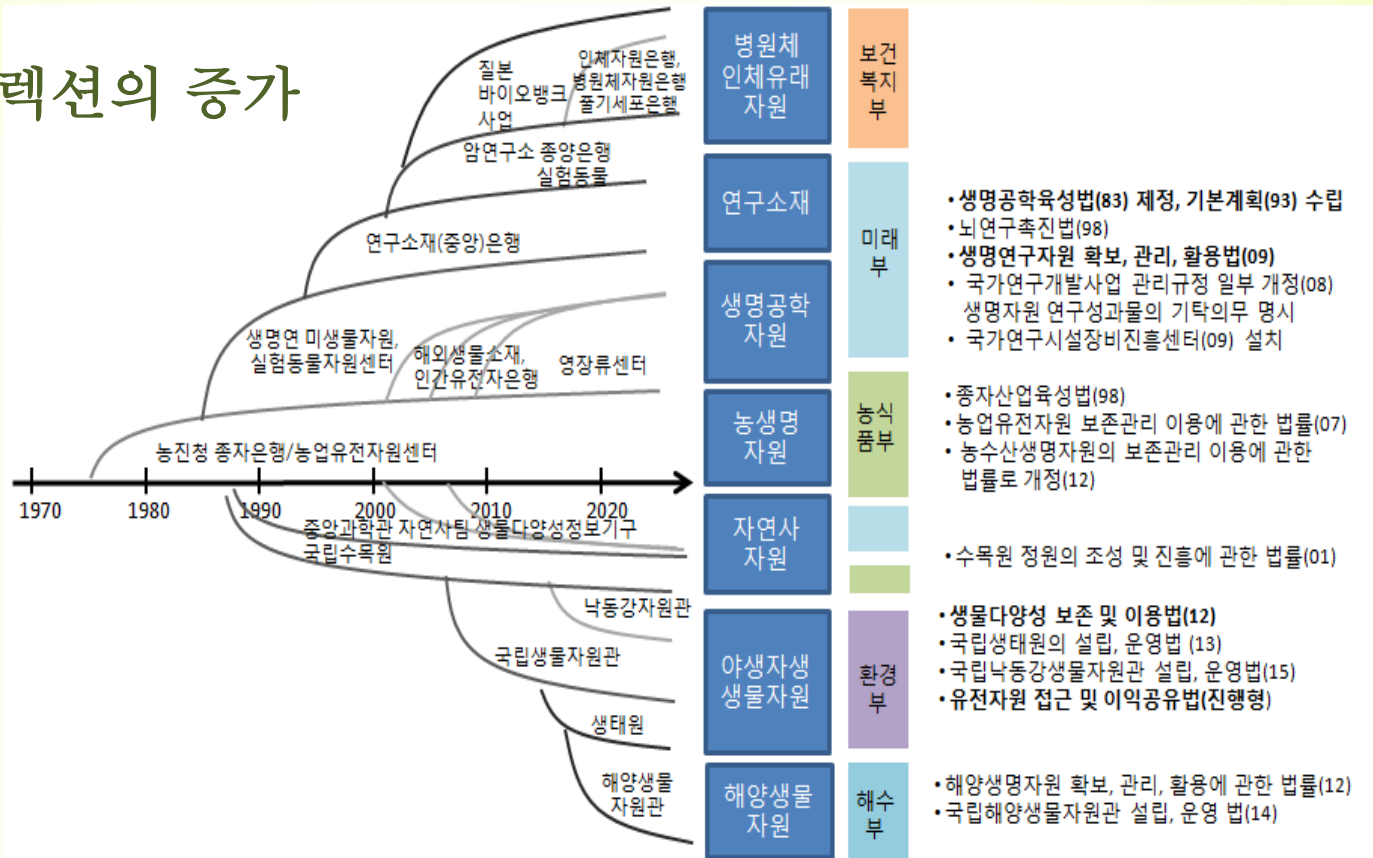 렉션의 증가
질본
바이오뱅크
사업
인체자원은행,
병원체자원은행
줄기세포은행
암연구소 종양은행
실험동물
연구소재(중앙)은행
생명연 미생물자원,
실험동물자원센터
해외생물소재,
인간유전자은행
영장류센터
농진청 종자은행/농업유전자원센터
1970
1980
1990
2000
2010
2020
중앙과학관 자연사팀 생물다양성정보기구
국립수목원
낙동강자원관
국립생물자원관
생태원
해양생물
자원관
병원체
인체유래
자원
연구소재
생명공학
자원
농생명
자원
자연사
자원
야생자생
생물자원
해양생물
자원
보건
복지
부
미래
부
농식
품부
환경
부
해수
부
• 생명공학육성법(83) 제정, 기본계획(93) 수립
• 뇌연구촉진법(98)
• 생명연구자원 확보, 관리, 활용법(09)
• 국가연구개발사업 관리규정 일부 개정(08)
생명자원 연구성과물의 기탁의무 명시
• 국가연구시설장비진흥센터(09) 설치
• 종자산업육성법(98)
• 농업유전자원 보존관리 이용에 관한 법률(07)
• 농수산생명자원의 보존관리 이용에 관한
법률로 개정(12)
• 수목원 정원의 조성 및 진흥에 관한 법률(01)
• 생물다양성 보존 및 이용법(12)
• 국립생태원의 설립, 운영법 (13)
• 국립낙동강생물자원관 설립, 운영법(15)
• 유전자원 접근 및 이익공유법(진행형)
• 해양생명자원 확보, 관리, 활용에 관한 법률(12)
• 국립해양생물자원관 설립, 운영 법(14)